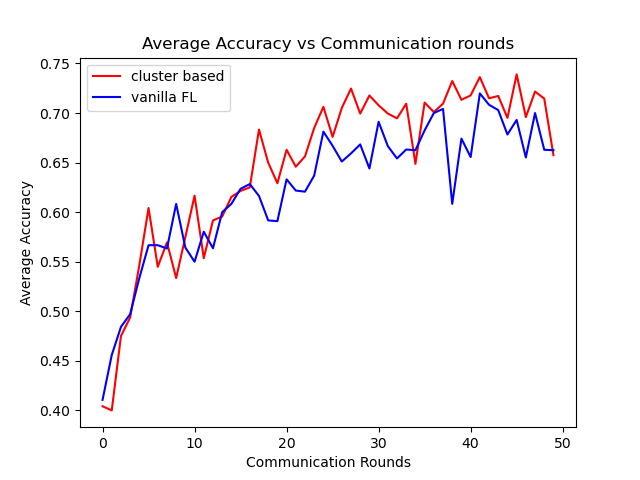 Average Accuracy vs Communication rounds
cluster based
vanilla FL
Average Accuracy
0.75
0.70
0.65
0.60
0.55
0.50
0.45
0.40
0 10 20 30 40 50
Communication Rounds